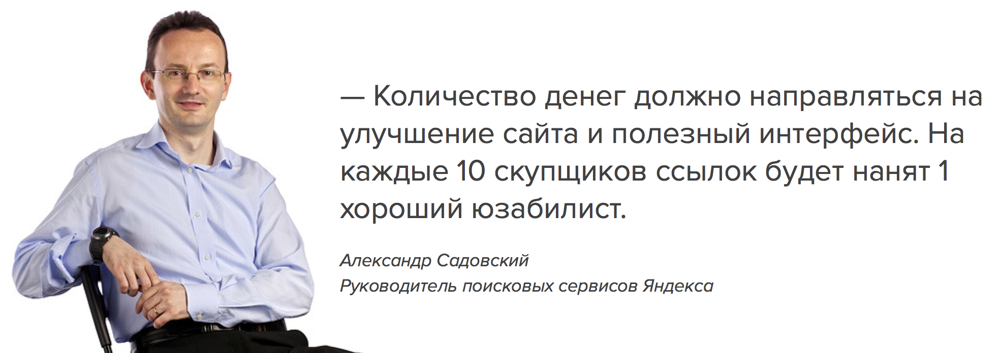 — Количество денег должно направляться на
улучшение сайта и полезный интерфейс. На
каждые 10 скупщиков ссылок будет нанят 1
хороший юзабилист.
Александр Садовский
Руководитель поисковых сервисов Яндекса